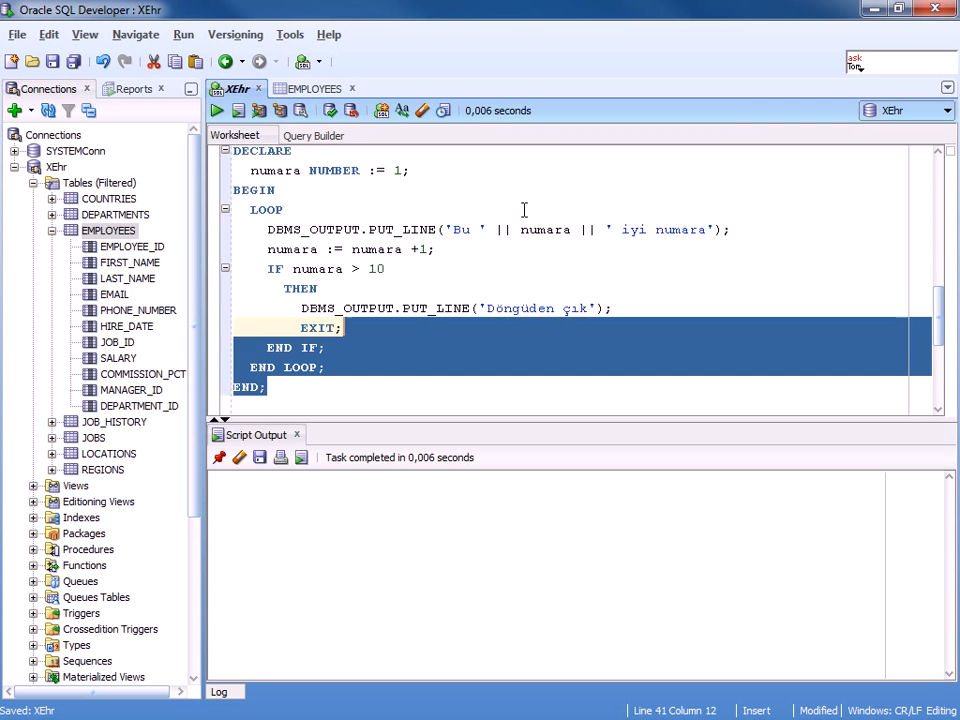 Oracle SQL Developer : XEhr
File Edit View Navigate Run Versioning Tools Help
ask
Tom
Connections Reports XEhr EMPLOYEES
0,006 seconds XEhr
Worksheet Query Builder
Connections
SYSTEMConn
XEhr
Tables (Filtered)
COUNTRIES
DEPARTMENTS
EMPLOYEES
EMPLOYEE_ID
FIRST_NAME
LAST_NAME
EMAIL
PHONE_NUMBER
HIRE_DATE
JOB_ID
SALARY
COMMISSION_PCT
MANAGER_ID
DEPARTMENT_ID
JOB_HISTORY
JOBS
LOCATIONS
REGIONS
Views
Editioning Views
Indexes
Packages
Procedures
Functions
Queues
Queues Tables
Triggers
Crossedition Triggers
Types
Sequences
Materialized Views
DECLARE
numara NUMBER := 1;
BEGIN
LOOP
DBMS_OUTPUT.PUT_LINE('Bu ' || numara || ' iyi numara');
numara := numara +1;
IF numara > 10
THEN
DBMS_OUTPUT.PUT_LINE('Döngüden çık');
EXIT;
END IF;
END LOOP;
END;
Script Output
Task completed in 0,006 seconds
Log
Saved: XEhr Line 41 Column 12 Insert Modified Windows: CR/LF Editing